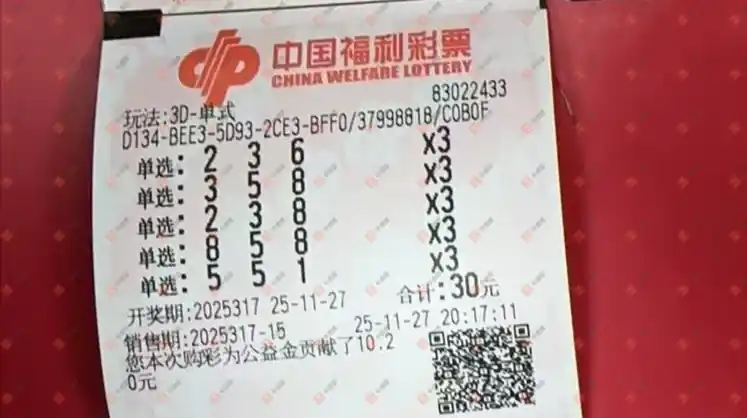 中国福利彩票
CHINA WELFARE LOTTERY
83022433
玩法:3D-单式
D134-BEE3-5D93-2CE3-BFF0/37998818/C0B0F
单选: 2 3 6 x3
单选: 3 5 8 x3
单选: 2 3 8 x3
单选: 8 5 8 x3
单选: 5 5 1 x3
开奖期:2025317 25-11-27 合计:30元
销售期:2025317-15 25-11-27 20:17:11
您本次购彩为公益金贡献了10.2
0元